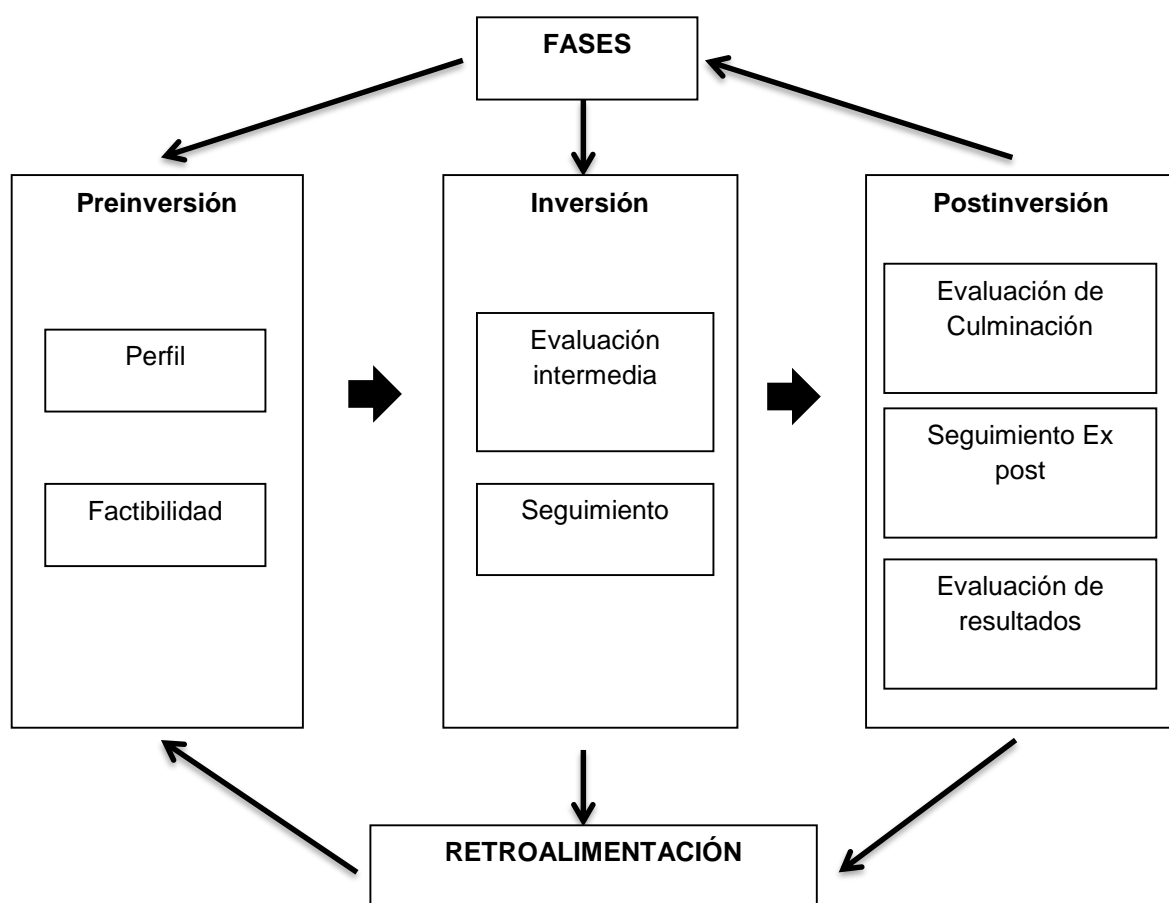 FASES
Preinversión
Perfil
Factibilidad
Inversión
Evaluación
intermedia
Seguimiento
Postinversión
Evaluación de
Culminación
Seguimiento Ex
post
Evaluación de
resultados
RETROALIMENTACIÓN